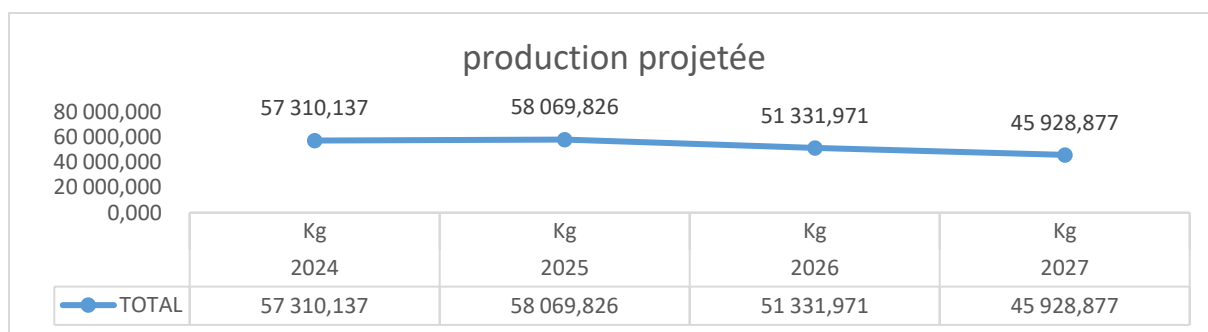 production projetée
57 310,137 58 069,826 51 331,971 45 928,877
80 000,000
60 000,000
40 000,000
20 000,000
0,000
Kg Kg Kg Kg
2024 2025 2026 2027
TOTAL 57 310,137 58 069,826 51 331,971 45 928,877